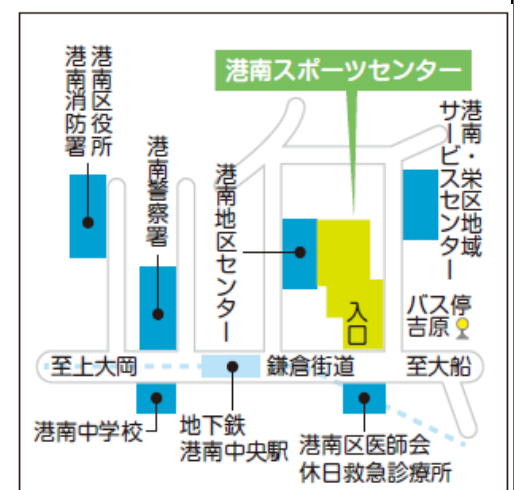 港南区役所
港南消防署
港南警察署
港南スポーツセンター
港南地区センター
港南・栄区地域
サービスセンター
入口
バス停
吉原
至上大岡
鎌倉街道
至大船
港南中学校
地下鉄
港南中央駅
港南区医師会
休日救急診療所